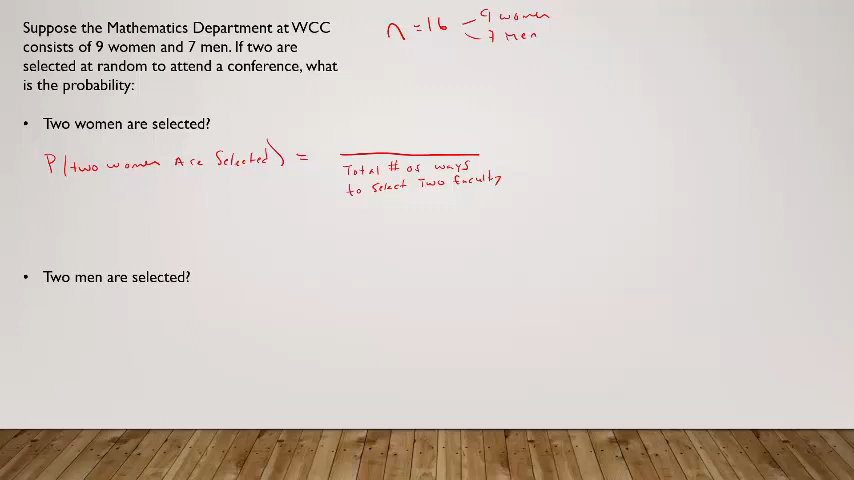 Suppose the Mathematics Department at WCC
consists of 9 women and 7 men. If two are
selected at random to attend a conference, what
is the probability:
n = 16
9 women
7 Men
• Two women are selected?
P(two women Are Selected) =
Total # of ways
to select Two faculty
• Two men are selected?